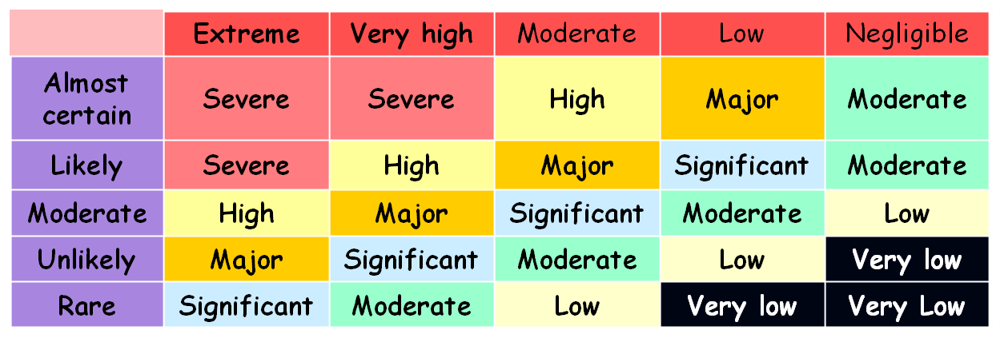 Extreme Very high Moderate Low Negligible
Almost
certain Severe Severe High Major Moderate
Likely Severe High Major Significant Moderate
Moderate High Major Significant Moderate Low
Unlikely Major Significant Moderate Low Very low
Rare Significant Moderate Low Very low Very Low